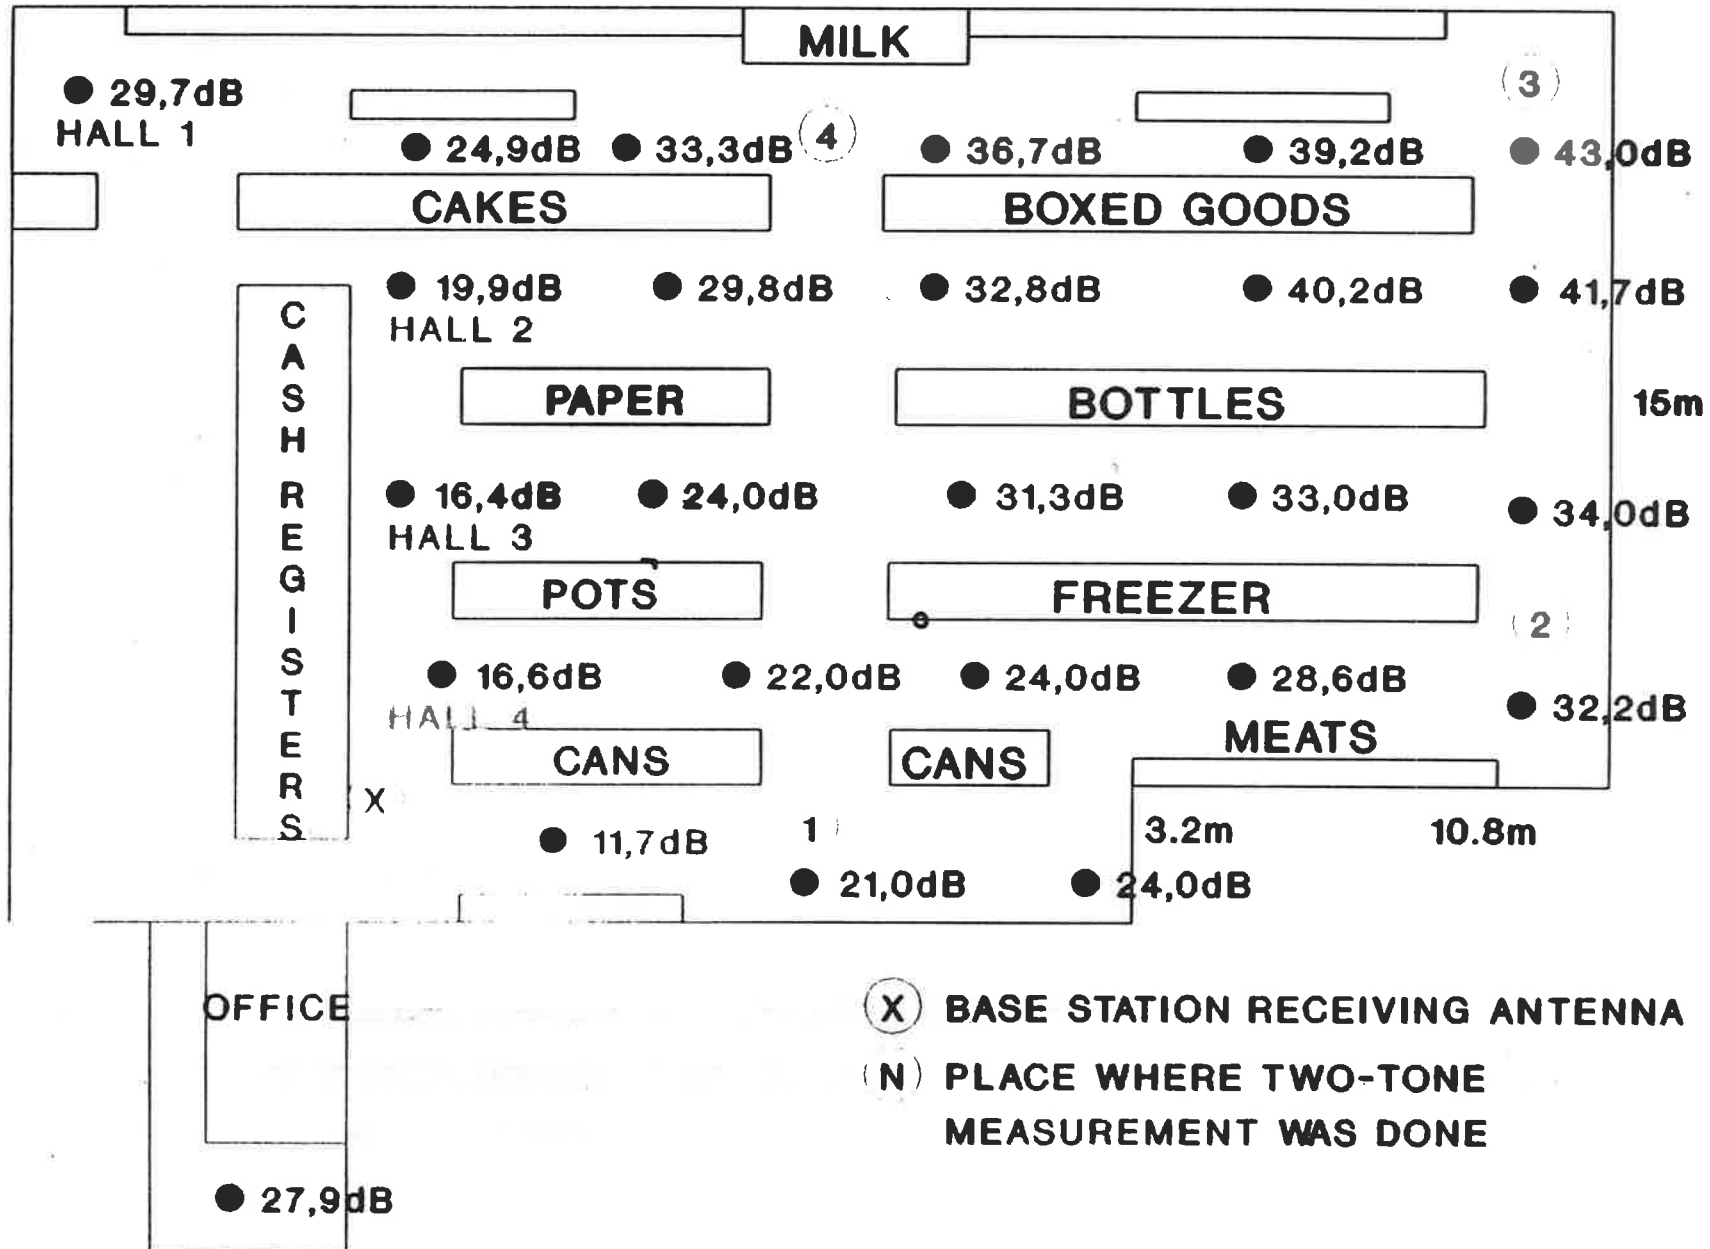 MILK
(3)
29,7dB
HALL 1
24,9dB 33,3dB (4) 36,7dB 39,2dB 43,0dB
CAKES BOXED GOODS
19,9dB 29,8dB 32,8dB 40,2dB 41,7dB
HALL 2
CASH REGISTERS
PAPER BOTTLES 15m
16,4dB 24,0dB 31,3dB 33,0dB 34,0dB
HALL 3
POTS FREEZER
(2)
16,6dB 22,0dB 24,0dB 28,6dB 32,2dB
HALL 4
MEATS
CANS CANS
X
11,7dB 1) 3.2m 10.8m
21,0dB 24,0dB
OFFICE
(X) BASE STATION RECEIVING ANTENNA
(N) PLACE WHERE TWO-TONE
MEASUREMENT WAS DONE
27,9dB